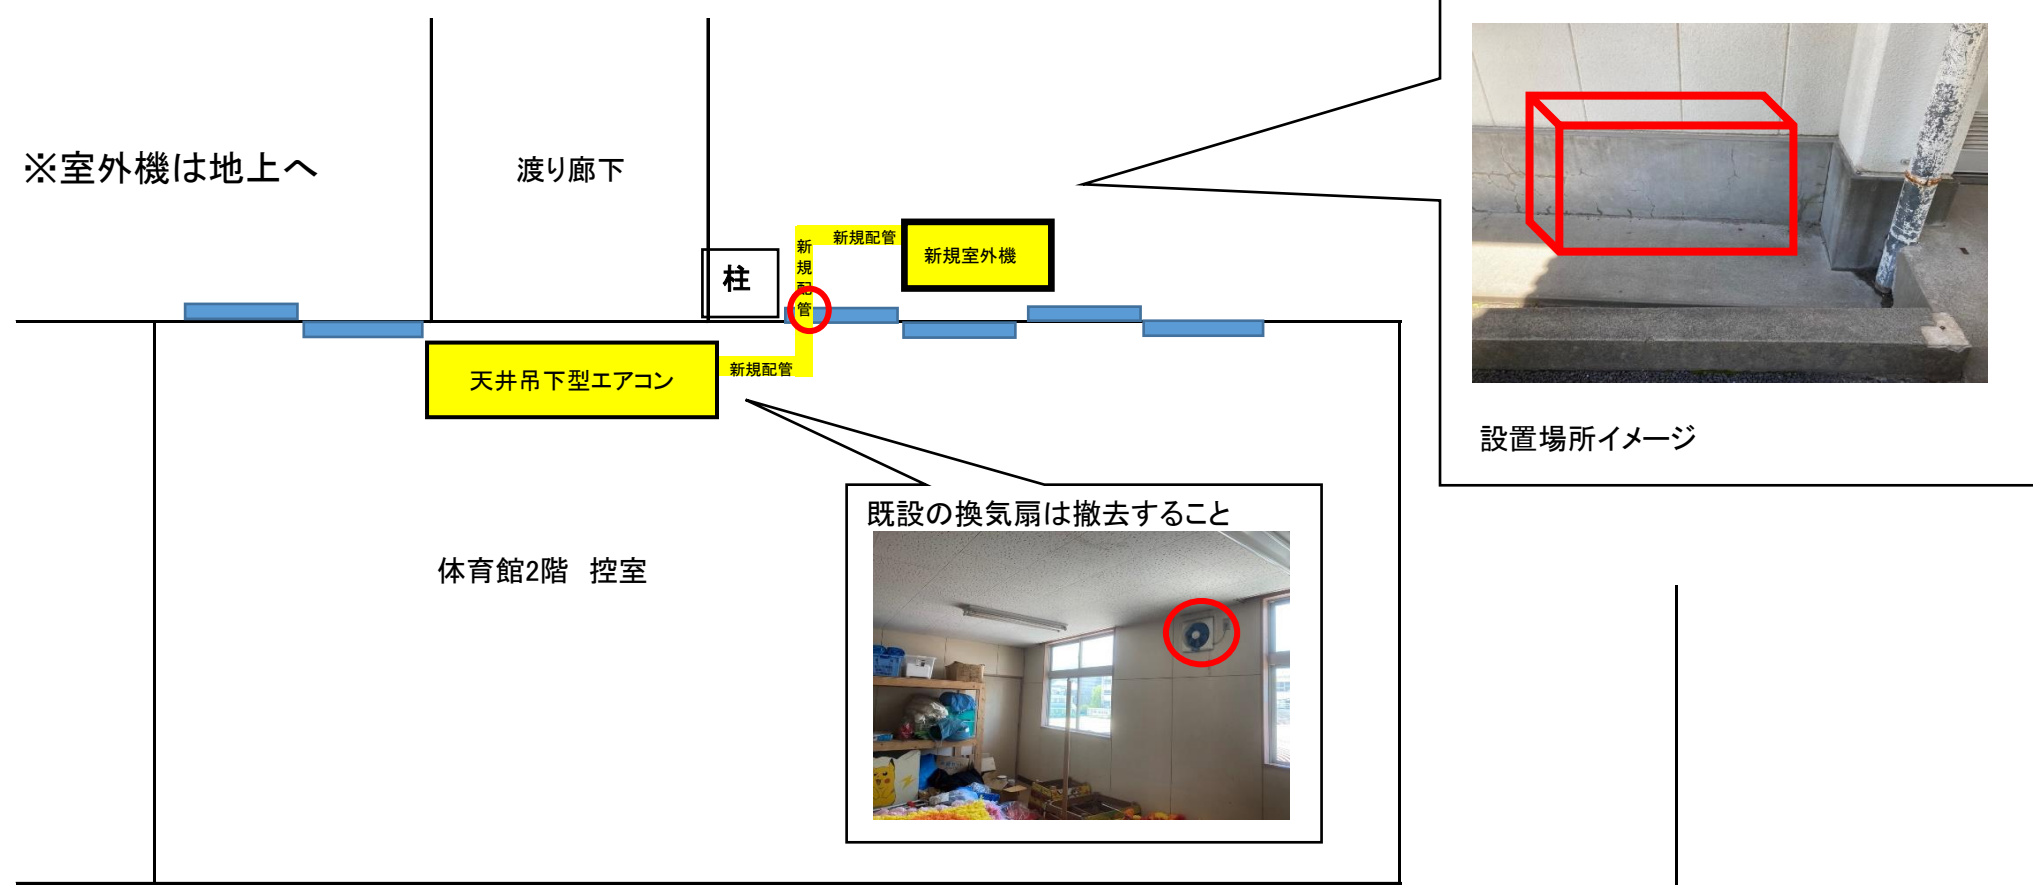 ※室外機は地上へ
渡り廊下
柱
新規配管
新規配管
新規室外機
天井吊下型エアコン
新規配管
設置場所イメージ
既設の換気扇は撤去すること
体育館2階　控室